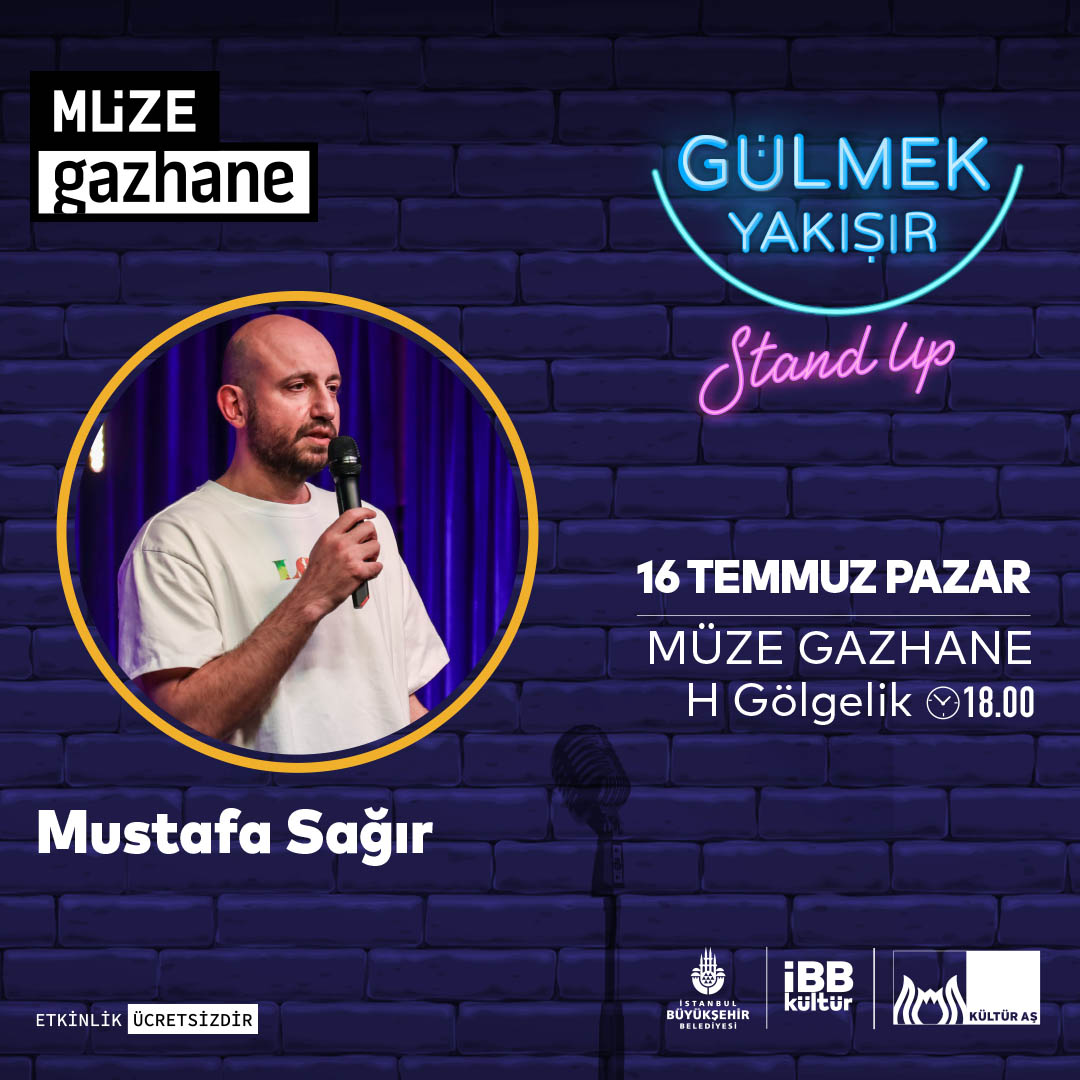 MÜZE
gazhane
GÜLMEK
YAKIŞIR
Stand Up
16 TEMMUZ PAZAR
MÜZE GAZHANE
H Gölgelik 18.00
Mustafa Sağır
ETKİNLİK ÜCRETSİZDİR
İSTANBUL
BÜYÜKŞEHİR
BELEDİYESİ
iBB
kültür
KÜLTÜR AŞ